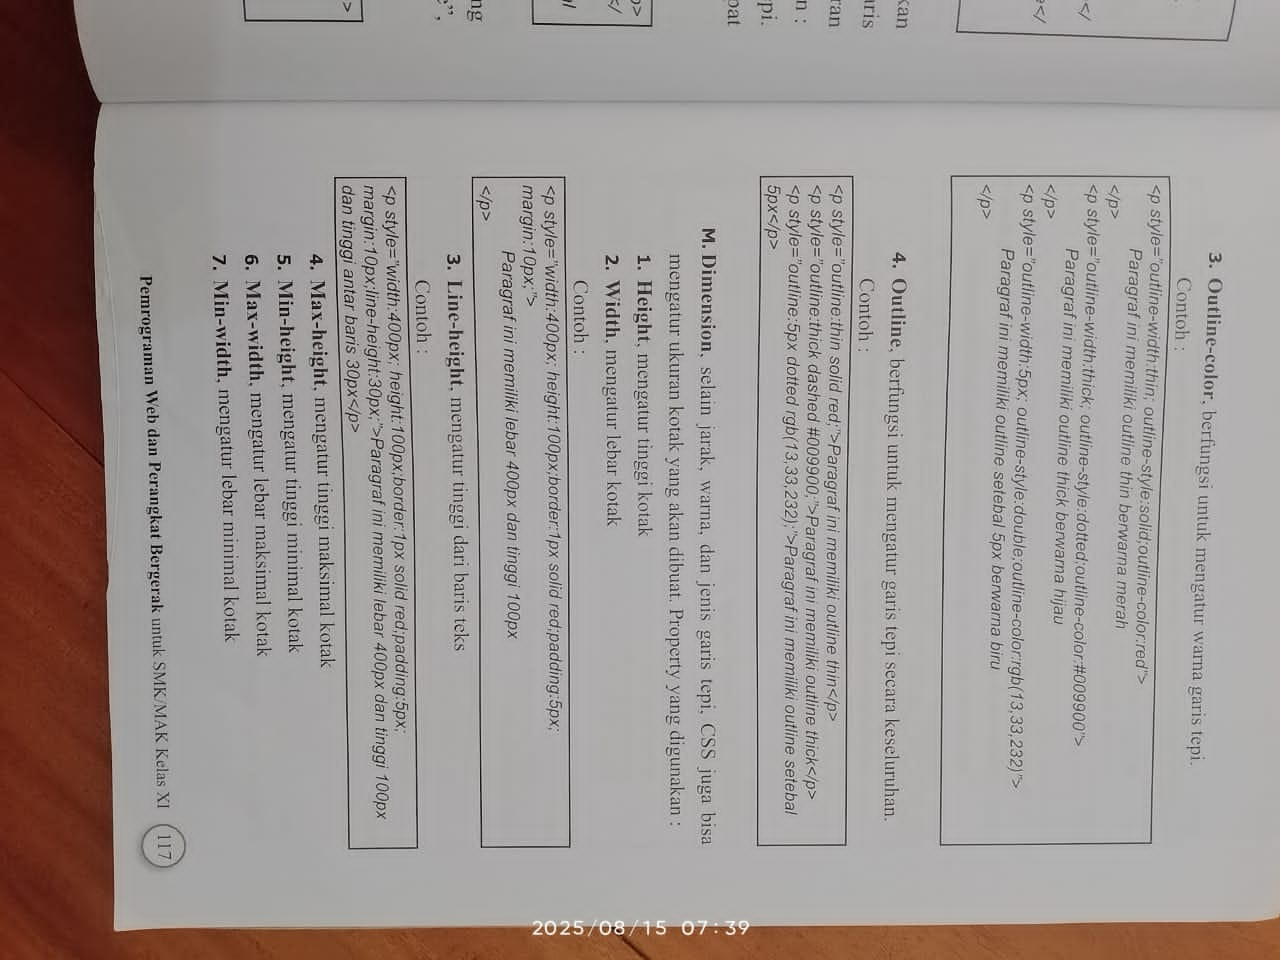 3. Outline-color, berfungsi untuk mengatur warna garis tepi.
Contoh :
<p style="outline-width:thin; outline-style:solid;outline-color:red">
Paragraf ini memiliki outline thin berwarna merah
</p>
<p style="outline-width:thick; outline-style:dotted;outline-color:#009900">
Paragraf ini memiliki outline thick berwarna hijau
</p>
<p style="outline-width:5px; outline-style:double;outline-color:rgb(13,33,232)">
Paragraf ini memiliki outline setebal 5px berwarna biru
</p>
4. Outline, berfungsi untuk mengatur garis tepi secara keseluruhan.
Contoh :
<p style="outline:thin solid red;">Paragraf ini memiliki outline thin</p>
<p style="outline:thick dashed #009900;">Paragraf ini memiliki outline thick</p>
<p style="outline:5px dotted rgb(13,33,232);">Paragraf ini memiliki outline setebal
5px</p>
M. Dimension, selain jarak, warna, dan jenis garis tepi, CSS juga bisa
mengatur ukuran kotak yang akan dibuat. Property yang digunakan :
1. Height, mengatur tinggi kotak
2. Width, mengatur lebar kotak
Contoh :
<p style="width:400px; height:100px;border:1px solid red;padding:5px;
margin:10px;">
Paragraf ini memiliki lebar 400px dan tinggi 100px
</p>
3. Line-height, mengatur tinggi dari baris teks
Contoh :
<p style="width:400px; height:100px;border:1px solid red;padding:5px;
margin:10px;line-height:30px;">Paragraf ini memiliki lebar 400px dan tinggi 100px
dan tinggi antar baris 30px</p>
4. Max-height, mengatur tinggi maksimal kotak
5. Min-height, mengatur tinggi minimal kotak
6. Max-width, mengatur lebar maksimal kotak
7. Min-width, mengatur lebar minimal kotak
Pemrograman Web dan Perangkat Bergerak untuk SMK/MAK Kelas XI 117
2025/08/15 07:39